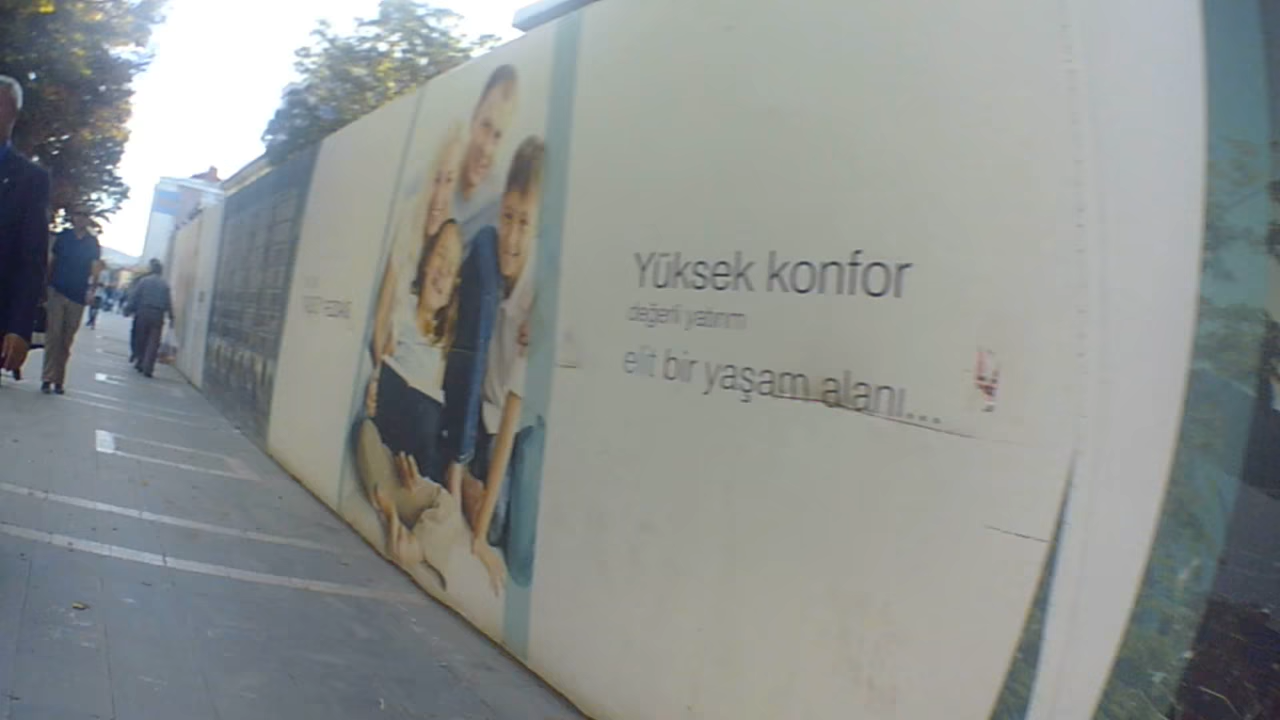 Yüksek konfor
değerli yatırım
elit bir yaşam alanı...